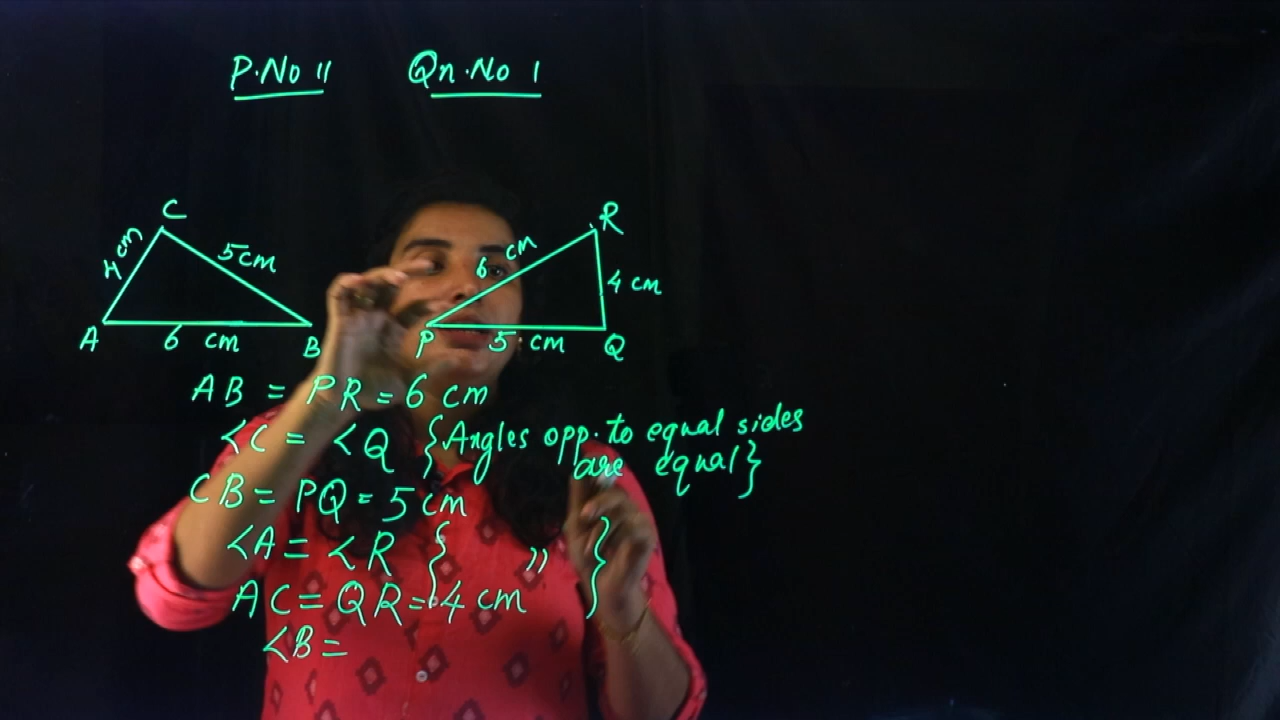 P.No 11 Qn.No 1
C R
4 cm 5cm 6 cm 4 cm
A 6 cm B P 5 cm Q
AB = PR = 6 cm
<C = <Q {Angles opp. to equal sides
are equal}
CB = PQ = 5 cm
<A = <R { " }
AC = QR = 4 cm
<B =